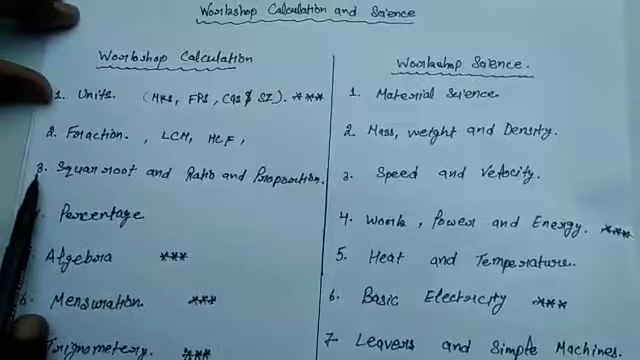 Workshop Calculation and Science
Workshop Calculation
1. Units. (MKS, FPS, CGS & SI). ***
2. Fraction. , LCM, HCF,
3. Squar root and Ratio and Proportion.
Percentage
Algebra ***
6. Mensuration. ***
Trignometery. ***
Workshop Science.
1. Material Science
2. Mass, weight and Density.
3. Speed and Velocity.
4. Work, Power and Energy. ***
5. Heat and Temperature.
6. Basic Electricity ***
7- Leavers and Simple Machines.